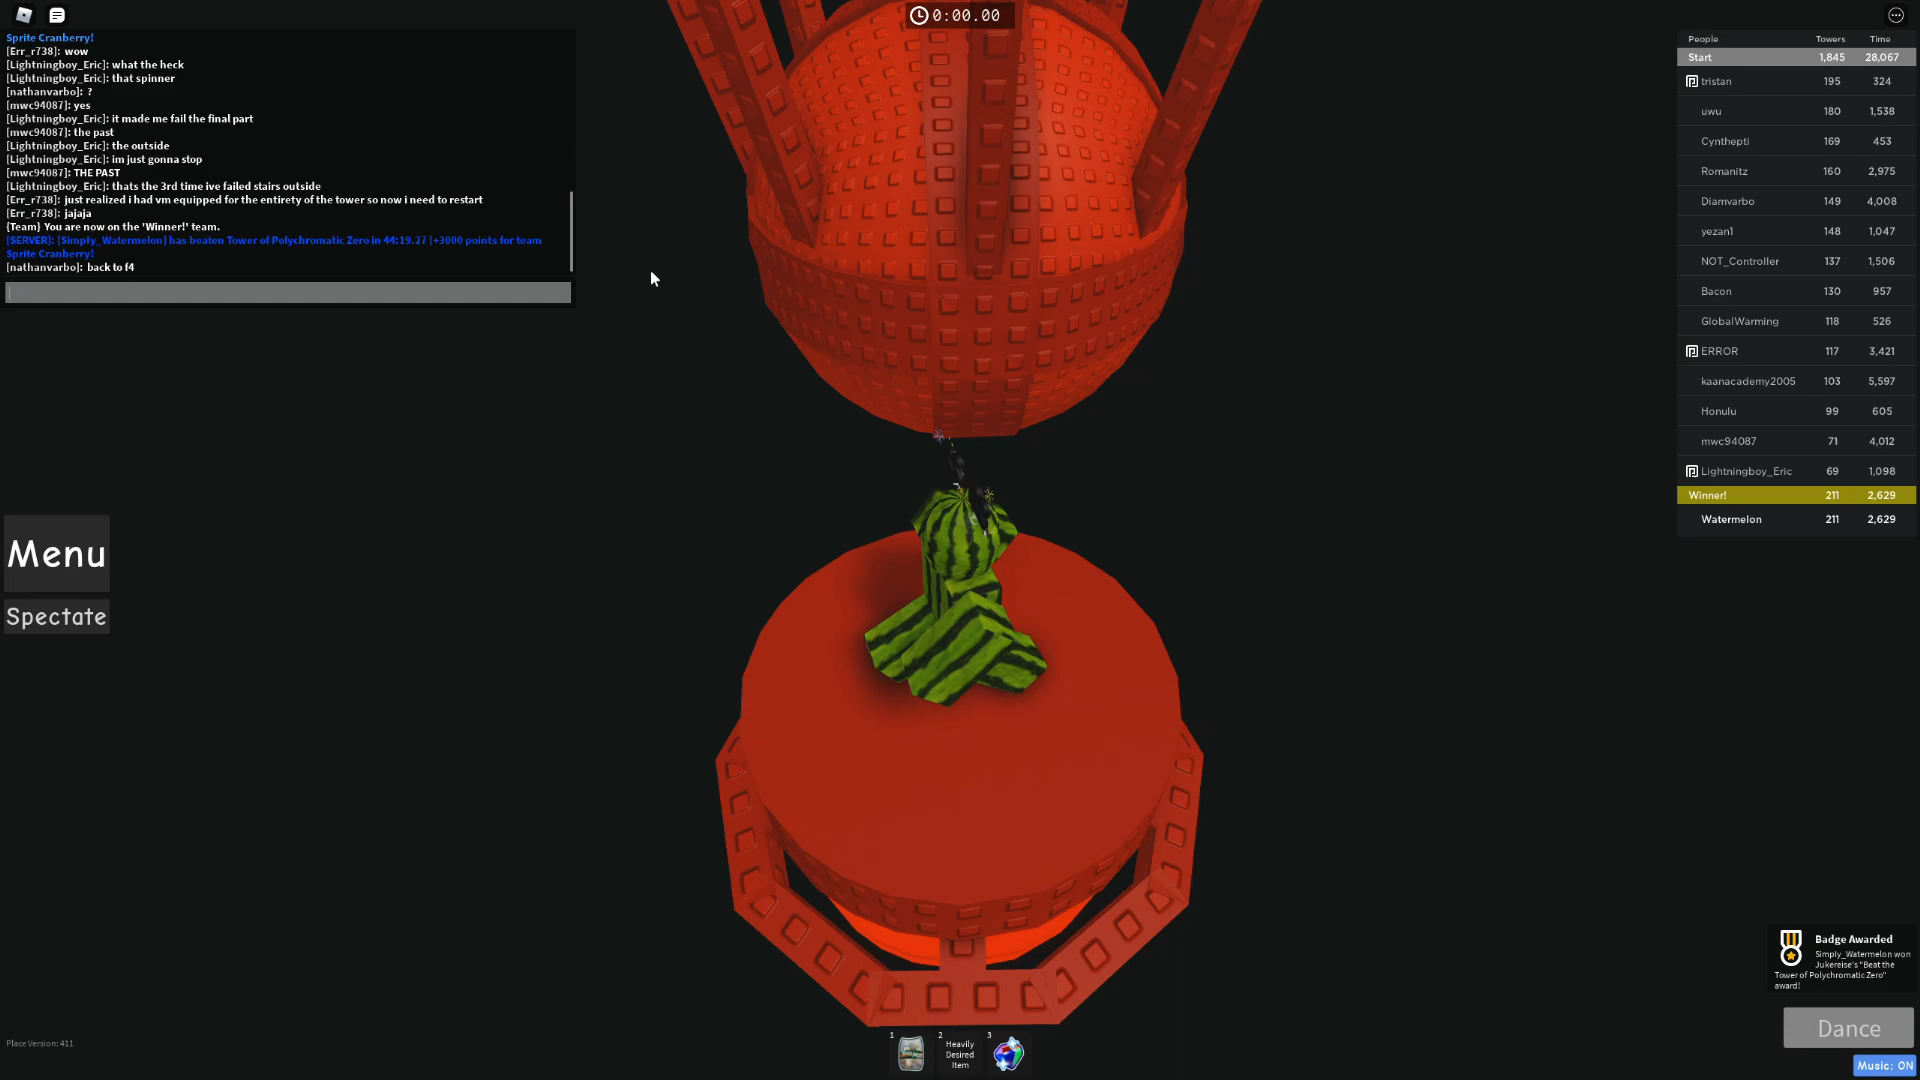 0:00.00
Sprite Cranberry!
[Err_r738]: wow
[Lightningboy_Eric]: what the heck
[Lightningboy_Eric]: that spinner
[nathanvarbo]: ?
[mwc94087]: yes
[Lightningboy_Eric]: it made me fail the final part
[mwc94087]: the past
[Lightningboy_Eric]: the outside
[Lightningboy_Eric]: im just gonna stop
[mwc94087]: THE PAST
[Lightningboy_Eric]: thats the 3rd time ive failed stairs outside
[Err_r738]: just realized i had vm equipped for the entirety of the tower so now i need to restart
[Err_r738]: jajaja
{Team} You are now on the 'Winner!' team.
[SERVER]: [Simply_Watermelon] has beaten Tower of Polychromatic Zero in 44:19.27 [+3000 points for team
Sprite Cranberry!
[nathanvarbo]: back to f4
People Towers Time
Start 1,845 28,067
tristan 195 324
uwu 180 1,538
Cynthepti 169 453
Romanitz 160 2,975
Diamvarbo 149 4,008
yezan1 148 1,047
NOT_Controller 137 1,506
Bacon 130 957
GlobalWarming 118 526
ERROR 117 3,421
kaanacademy2005 103 5,597
Honulu 99 605
mwc94087 71 4,012
Lightningboy_Eric 69 1,098
Winner! 211 2,629
Watermelon 211 2,629
Menu
Spectate
Badge Awarded
Simply_Watermelon won
Jukereise's "Beat the
Tower of Polychromatic Zero"
award!
Dance
Music: ON
Place Version: 411
1
2
Heavily
Desired
Item
3